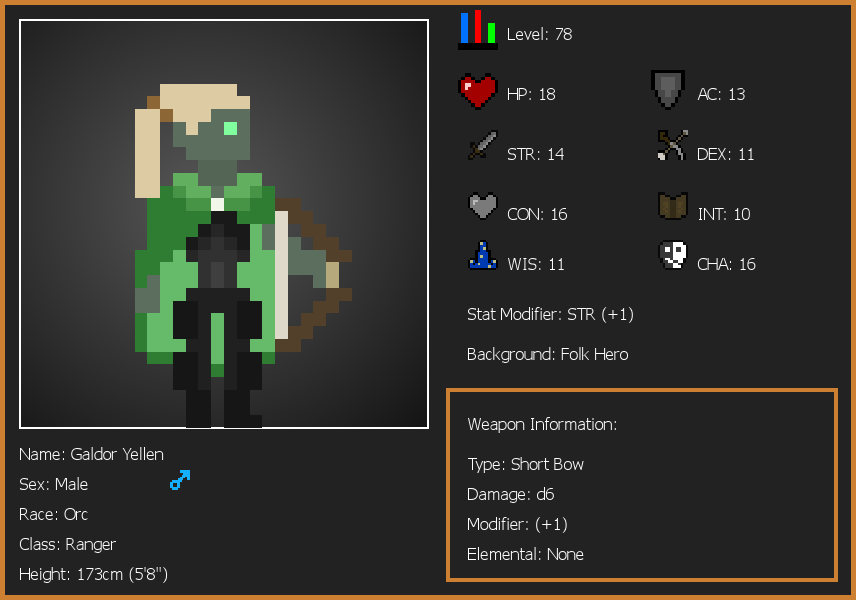 Level: 78
HP: 18
AC: 13
STR: 14
DEX: 11
CON: 16
INT: 10
WIS: 11
CHA: 16
Stat Modifier: STR (+1)
Background: Folk Hero
Weapon Information:
Type: Short Bow
Damage: d6
Modifier: (+1)
Elemental: None
Name: Galdor Yellen
Sex: Male
Race: Orc
Class: Ranger
Height: 173cm (5'8")